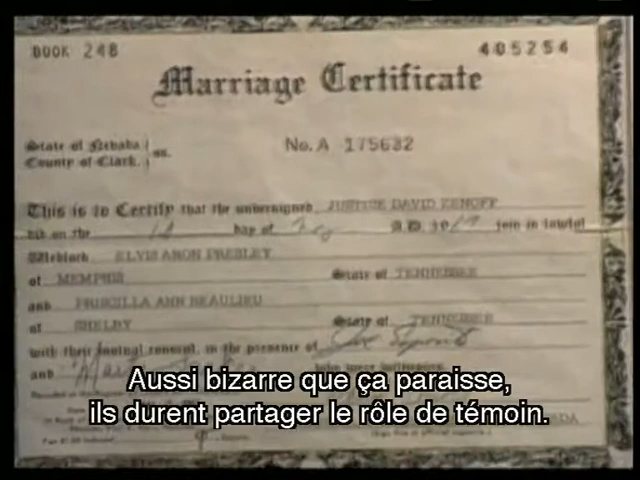 BOOK 248
405254
Marriage Certificate
State of Nevada
County of Clark, ss.
No. A 175632
This is to Certify that the undersigned, JUSTICE DAVID ZENOFF
did on the day of A.D. 19 join in lawful
Wedlock ELVIS ARON PRESLEY
of MEMPHIS State of TENNESSEE
and PRISCILLA ANN BEAULIEU
of SHELBY State of TENNESSEE
with their mutual consent, in the presence of
and
Aussi bizarre que ça paraisse,
ils durent partager le rôle de témoin.